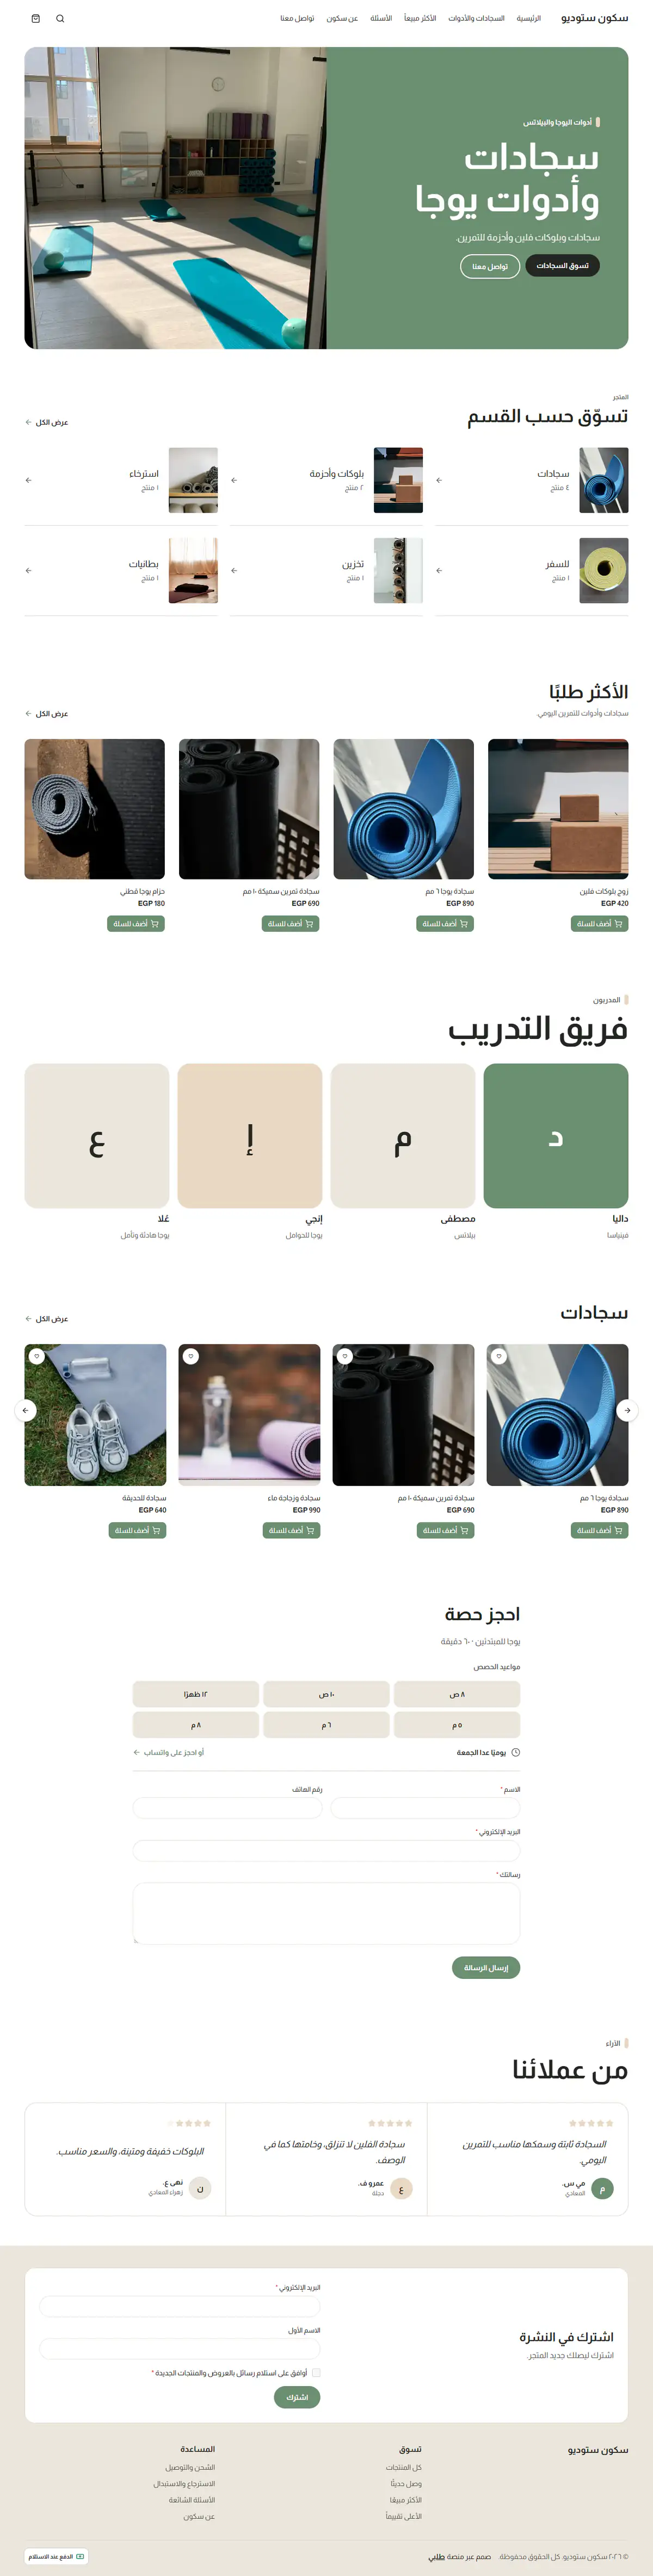 سكون ستوديو
الرئيسية
السجادات والأدوات
الأكثر مبيعاً
الأسئلة
عن سكون
تواصل معنا
أدوات اليوجا والبيلاتس
سجادات
وأدوات يوجا
سجادات وبلوكات فلين وأحزمة للتمرين.
تسوق السجادات
تواصل معنا
المتجر
تسوّق حسب القسم
عرض الكل
سجادات
٤ منتج
بلوكات وأحزمة
٢ منتج
استرخاء
١ منتج
للسفر
١ منتج
تخزين
١ منتج
بطانيات
١ منتج
الأكثر طلبًا
سجادات وأدوات للتمرين اليومي.
عرض الكل
زوج بلوكات فلين
EGP 420
أضف للسلة
سجادة يوجا ٦ مم
EGP 890
أضف للسلة
سجادة تمرين سميكة ١٠ مم
EGP 690
أضف للسلة
حزام يوجا قطني
EGP 180
أضف للسلة
المدربون
فريق التدريب
د
داليا
فينياسا
م
مصطفى
بيلاتس
إ
إنجي
يوجا للحوامل
ع
عُلا
يوجا هادئة وتأمل
سجادات
عرض الكل
سجادة يوجا ٦ مم
EGP 890
أضف للسلة
سجادة تمرين سميكة ١٠ مم
EGP 690
أضف للسلة
سجادة وزجاجة ماء
EGP 990
أضف للسلة
سجادة للحديقة
EGP 640
أضف للسلة
احجز حصة
يوجا للمبتدئين · ٦٠ دقيقة
مواعيد الحصص
٨ ص
١٠ ص
١٢ ظهرًا
٥ م
٦ م
٨ م
يوميًا عدا الجمعة
أو احجز على واتساب
الاسم *
رقم الهاتف
البريد الإلكتروني *
رسالتك *
إرسال الرسالة
الآراء
من عملائنا
السجادة ثابتة وسمكها مناسب للتمرين
اليومي.
م
مي س.
المعادي
سجادة الفلين لا تنزلق، وخامتها كما في
الوصف.
ع
عمرو ف.
دجلة
البلوكات خفيفة ومتينة، والسعر مناسب.
ن
نهى ع.
زهراء المعادي
اشترك في النشرة
اشترك ليصلك جديد المتجر.
البريد الإلكتروني *
الاسم الأول
أوافق على استلام رسائل بالعروض والمنتجات الجديدة *
اشترك
سكون ستوديو
تسوق
كل المنتجات
وصل حديثًا
الأكثر مبيعًا
الأعلى تقييمًا
المساعدة
الشحن والتوصيل
الاسترجاع والاستبدال
الأسئلة الشائعة
عن سكون
© ٢٠٢٦ سكون ستوديو. كل الحقوق محفوظة.
صمم عبر منصة طلبي
الدفع عند الاستلام